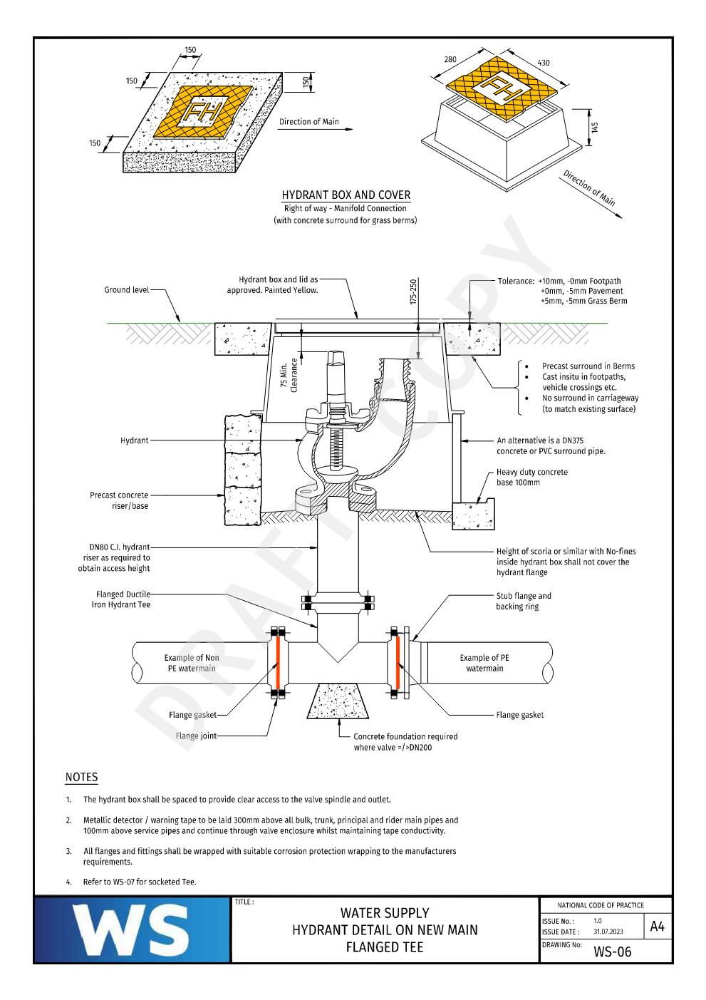 150
150
150
150
FH
Direction of Main
280
430
FH
145
Direction of Main
HYDRANT BOX AND COVER
Right of way - Manifold Connection
(with concrete surround for grass berms)
Ground level
Hydrant box and lid as
approved. Painted Yellow.
175-250
Tolerance: +10mm, -0mm Footpath
+0mm, -5mm Pavement
+5mm, -5mm Grass Berm
75 Min.
Clearance
• Precast surround in Berms
• Cast insitu in footpaths,
vehicle crossings etc.
• No surround in carriageway
(to match existing surface)
Hydrant
An alternative is a DN375
concrete or PVC surround pipe.
Heavy duty concrete
base 100mm
Precast concrete
riser/base
DN80 C.I. hydrant
riser as required to
obtain access height
Height of scoria or similar with No-fines
inside hydrant box shall not cover the
hydrant flange
Flanged Ductile
Iron Hydrant Tee
Stub flange and
backing ring
Example of Non
PE watermain
Example of PE
watermain
Flange gasket
Flange gasket
Flange joint
Concrete foundation required
where valve =/>DN200
DRAFT COPY
NOTES
1. The hydrant box shall be spaced to provide clear access to the valve spindle and outlet.
2. Metallic detector / warning tape to be laid 300mm above all bulk, trunk, principal and rider main pipes and
100mm above service pipes and continue through valve enclosure whilst maintaining tape conductivity.
3. All flanges and fittings shall be wrapped with suitable corrosion protection wrapping to the manufacturers
requirements.
4. Refer to WS-07 for socketed Tee.
WS
TITLE :
WATER SUPPLY
HYDRANT DETAIL ON NEW MAIN
FLANGED TEE
NATIONAL CODE OF PRACTICE
ISSUE No. : 1.0
ISSUE DATE : 31.07.2023
A4
DRAWING No: WS-06